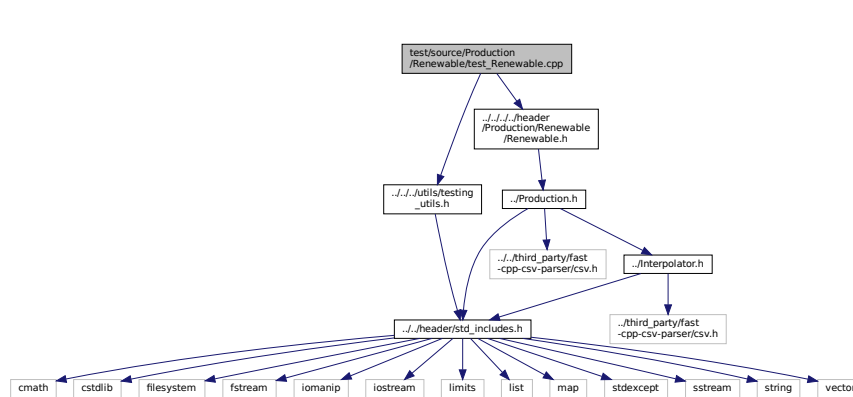 test/source/Production
/Renewable/test_Renewable.cpp
../../../../header
/Production/Renewable
/Renewable.h
../../../utils/testing
_utils.h
../Production.h
../../third_party/fast
-cpp-csv-parser/csv.h
../Interpolator.h
../../header/std_includes.h
../third_party/fast
-cpp-csv-parser/csv.h
cmath
cstdlib
filesystem
fstream
iomanip
iostream
limits
list
map
stdexcept
sstream
string
vector